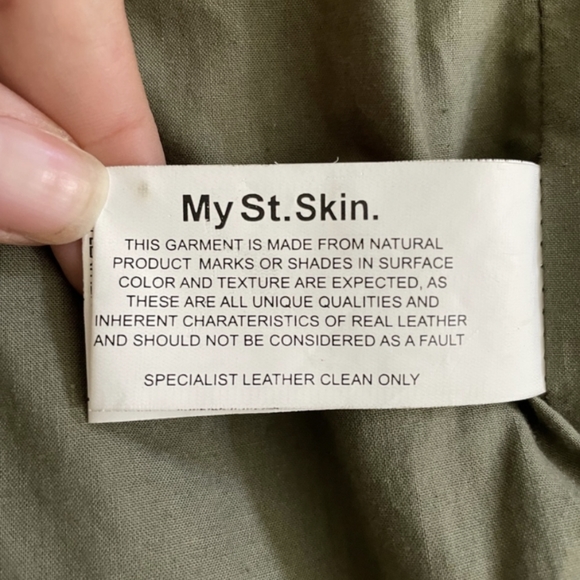 My St.Skin.
THIS GARMENT IS MADE FROM NATURAL
PRODUCT MARKS OR SHADES IN SURFACE
COLOR AND TEXTURE ARE EXPECTED, AS
THESE ARE ALL UNIQUE QUALITIES AND
INHERENT CHARATERISTICS OF REAL LEATHER
AND SHOULD NOT BE CONSIDERED AS A FAULT
SPECIALIST LEATHER CLEAN ONLY